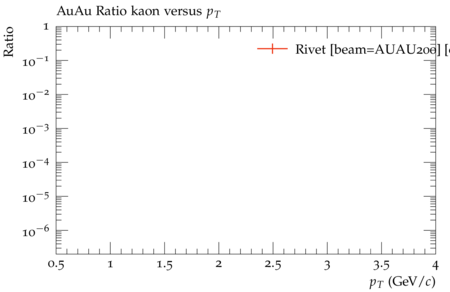 AuAu Ratio kaon versus p_T
Ratio
1
10^−1
10^−2
10^−3
10^−4
10^−5
10^−6
Rivet [beam=AUAU200] [
0.5 1 1.5 2 2.5 3 3.5 4
p_T (GeV/c)